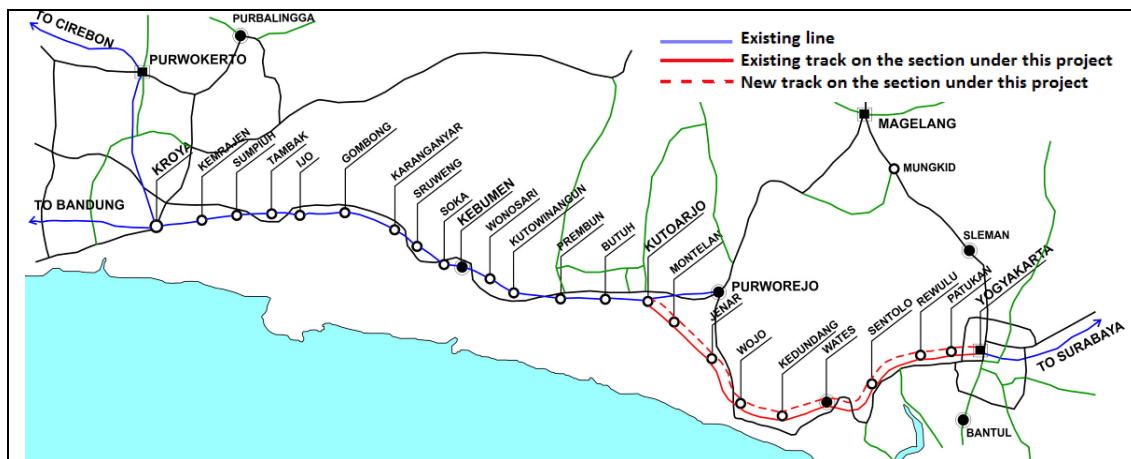 TO CIREBON
PURBALINGGA
PURWOKERTO
Existing line
Existing track on the section under this project
New track on the section under this project
MAGELANG
MUNGKID
SLEMAN
TO BANDUNG
KROYA
KEMRAJEN
SUMPIUH
TAMBAK
IJO
GOMBONG
KARANGANYAR
SRUWENG
SOKA
KEBUMEN
WONOSARI
KUTOWINANGUN
PREMBUN
BUTUH
KUTOARJO
MONTELAN
PURWOREJO
JENAR
WOJO
KEDUNDANG
WATES
SENTOLO
REWULU
PATUKAN
YOGYAKARTA
TO SURABAYA
BANTUL